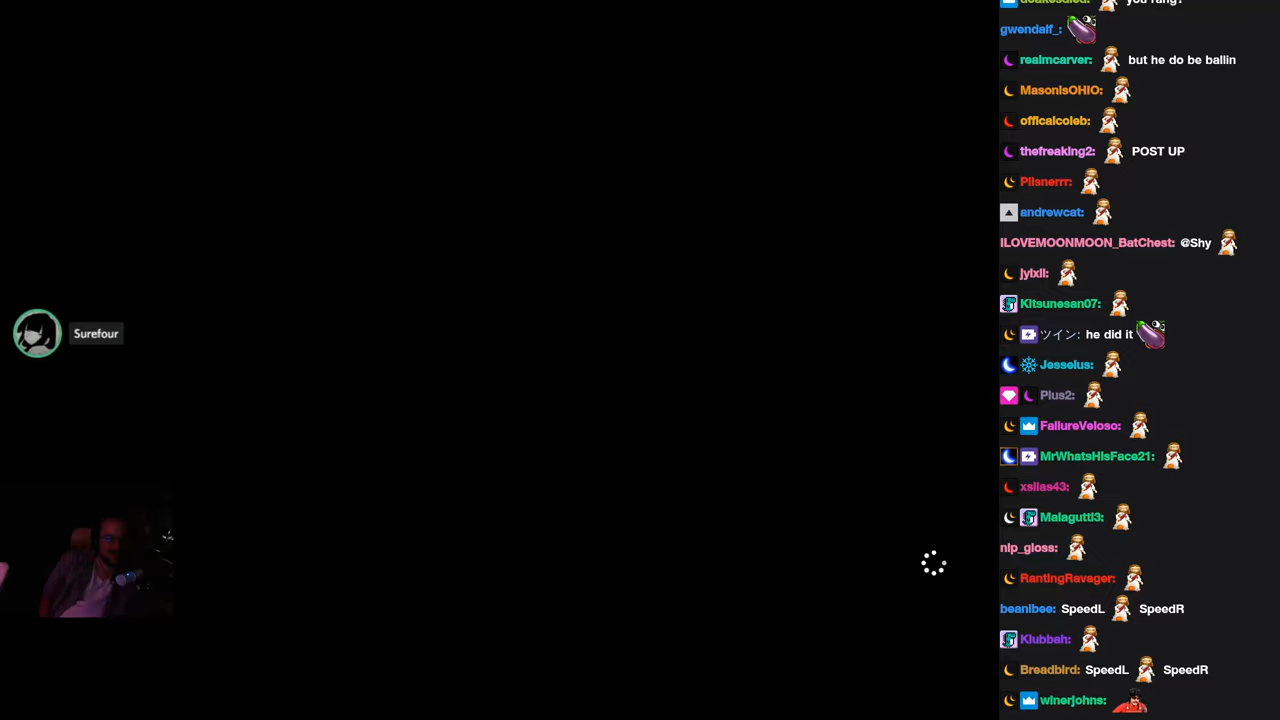 you rang?
gwendalf_:
realmcarver: but he do be ballin
MasonisOHIO:
officalcoleb:
thefreaking2: POST UP
Pilsnerrr:
andrewcat:
ILOVEMOONMOON_BatChest: @Shy
jylxll:
Kitsunesan07:
Surefour
ツイン: he did it
Jesseius:
Plus2:
FailureVeloso:
MrWhatsHisFace21:
xslias43:
Malagutti3:
nip_gloss:
RantingRavager:
beanibee: SpeedL SpeedR
Klubbah:
Breadbird: SpeedL SpeedR
winerjohns: